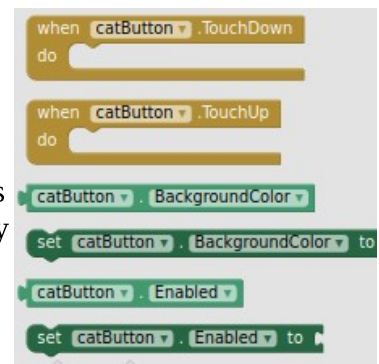 when catButton .TouchDown
do
when catButton .TouchUp
do
catButton . BackgroundColor
set catButton . BackgroundColor to
catButton . Enabled
set catButton . Enabled to